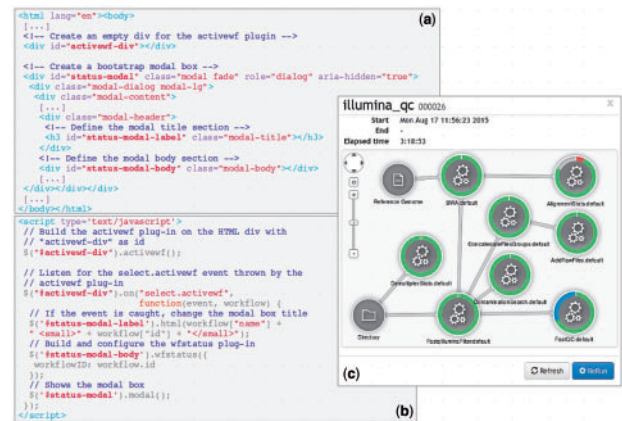 <html lang="en"><body>
(a)
[...]
<!-- Create an empty div for the activewf plugin -->
<div id="activewf-div"></div>
<!-- Create a bootstrap modal box -->
<div id="status-modal" class="modal fade" role="dialog" aria-hidden="true">
<div class="modal-dialog modal-lg">
<div class="modal-content">
[...]
<div class="modal-header">
<!-- Define the modal title section -->
<h3 id="status-modal-label" class="modal-title"></h3>
</div>
<!-- Define the modal body section -->
<div id="status-modal-body" class="modal-body"></div>
[...]
</div></div></div>
[...]
</body></html>
<script type='text/javascript'>
// Build the activewf plug-in on the HTML div with
// "activewf-div" as id
$("#activewf-div").activewf();
// Listen for the select.activewf event thrown by the
// activewf plug-in
$("#activewf-div").on("select.activewf",
function(event, workflow) {
// If the event is caught, change the modal box title
$('#status-modal-label').html(workflow["name"] +
" <small>" + workflow["id"] + "</small>");
// Build and configure the wfstatus plug-in
$('#status-modal-body').wfstatus({
workflowID: workflow.id
});
// Shows the modal box
$('#status-modal').modal();
});
</script>
(b)
illumina_qc 000026
x
Start Mon Aug 17 11:56:23 2015
End -
Elapsed time 3:18:53
Reference Genome
BWA.default
AlignmentStats.default
ConcatenateFilesGroups.default
AddRawFiles.default
DemultiplexStats.default
ContaminationSearch.default
Directory
FastqIlluminaFilter.default
FastQC.default
(c)
Refresh
ReRun